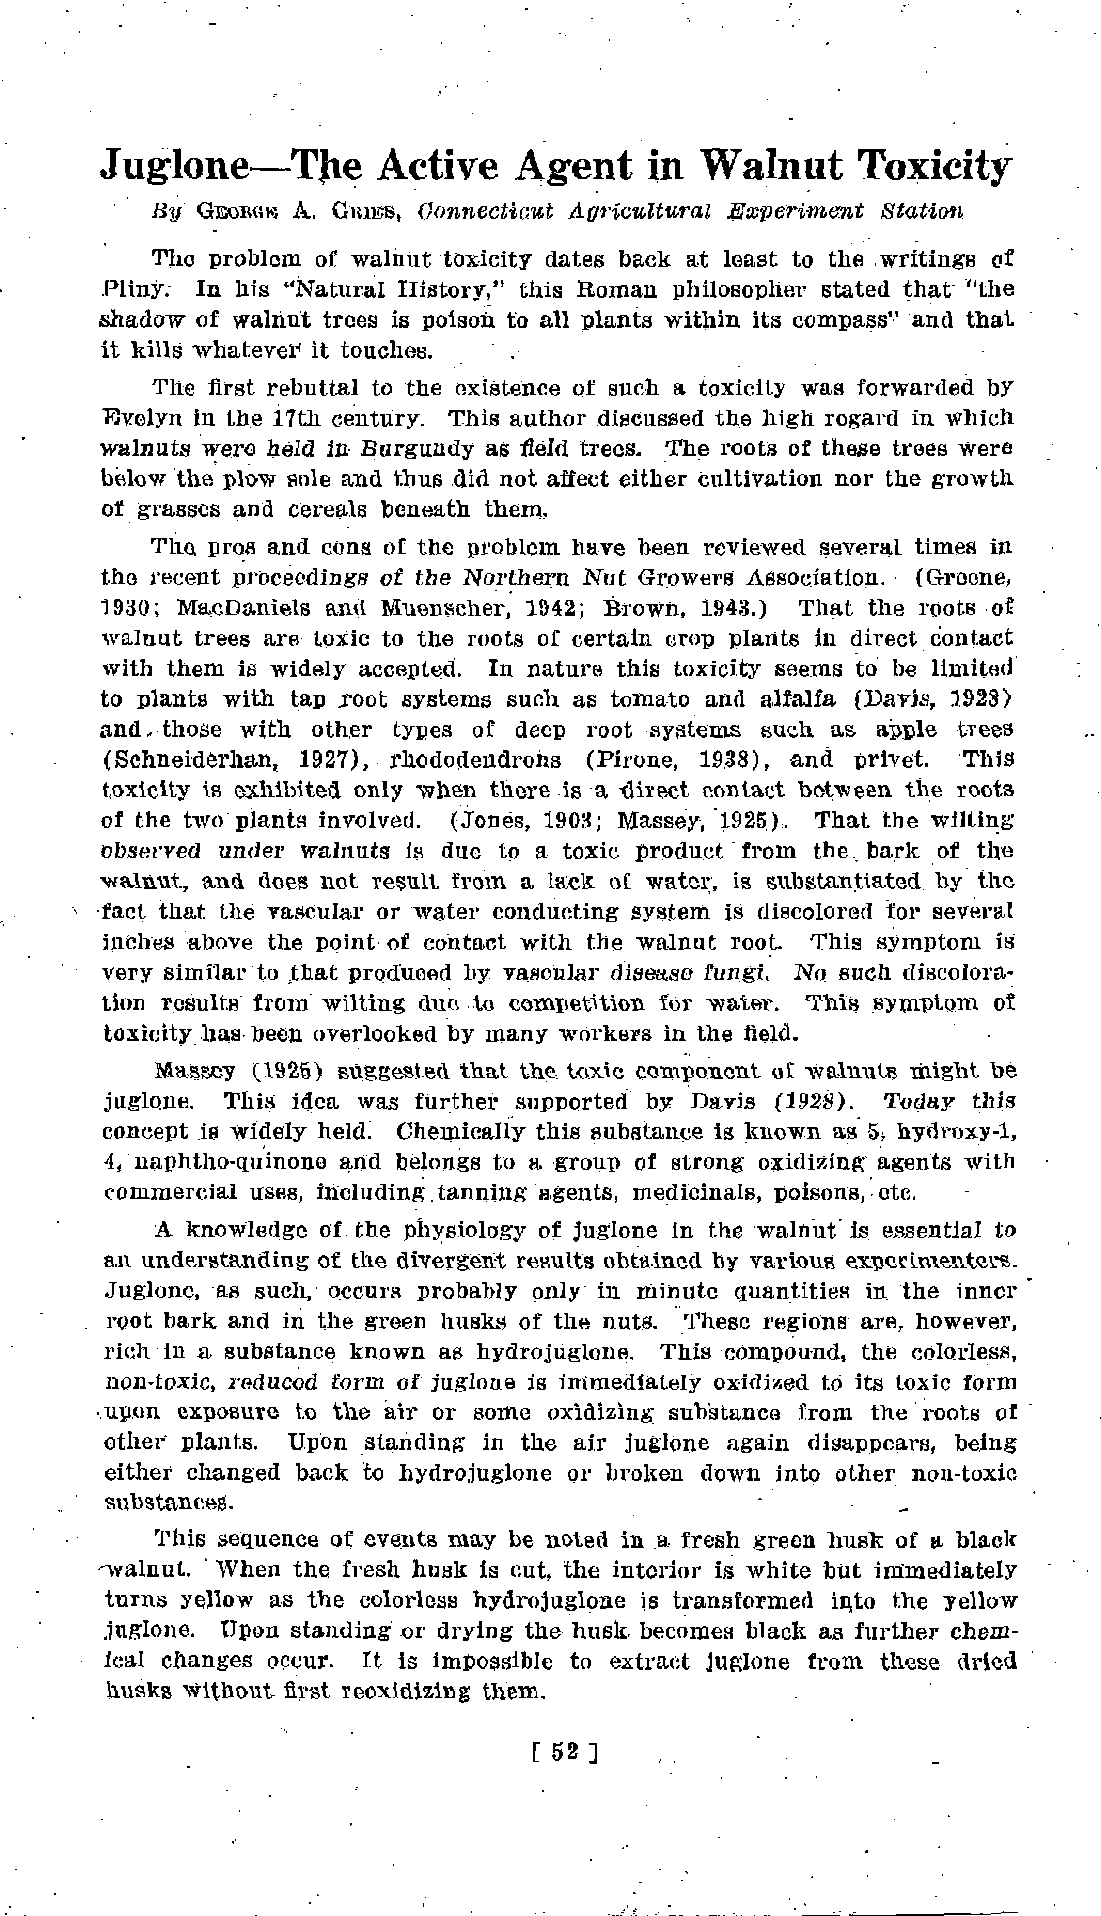 Juglone—The Active Agent in Walnut Toxicity
By GEORGE A. GRIES, Connecticut Agricultural Experiment Station
The problem of walnut toxicity dates back at least to the writings of
Pliny. In his "Natural History," this Roman philosopher stated that "the
shadow of walnut trees is poison to all plants within its compass" and that
it kills whatever it touches.
The first rebuttal to the existence of such a toxicity was forwarded by
Evelyn in the 17th century. This author discussed the high regard in which
walnuts were held in Burgundy as field trees. The roots of these trees were
below the plow sole and thus did not affect either cultivation nor the growth
of grasses and cereals beneath them.
The pros and cons of the problem have been reviewed several times in
the recent proceedings of the Northern Nut Growers Association. (Greene,
1930; MacDaniels and Muenscher, 1942; Brown, 1943.) That the roots of
walnut trees are toxic to the roots of certain crop plants in direct contact
with them is widely accepted. In nature this toxicity seems to be limited
to plants with tap root systems such as tomato and alfalfa (Davis, 1928)
and those with other types of deep root systems such as apple trees
(Schneiderhan, 1927), rhododendrons (Pirone, 1938), and privet. This
toxicity is exhibited only when there is a direct contact between the roots
of the two plants involved. (Jones, 1903; Massey, 1925). That the wilting
observed under walnuts is due to a toxic product from the bark of the
walnut, and does not result from a lack of water, is substantiated by the
fact that the vascular or water conducting system is discolored for several
inches above the point of contact with the walnut root. This symptom is
very similar to that produced by vascular disease fungi. No such discolora-
tion results from wilting due to competition for water. This symptom of
toxicity has been overlooked by many workers in the field.
Massey (1925) suggested that the toxic component of walnuts might be
juglone. This idea was further supported by Davis (1928). Today this
concept is widely held. Chemically this substance is known as 5, hydroxy-1,
4, naphtho-quinone and belongs to a group of strong oxidizing agents with
commercial uses, including tanning agents, medicinals, poisons, etc.
A knowledge of the physiology of juglone in the walnut is essential to
an understanding of the divergent results obtained by various experimenters.
Juglone, as such, occurs probably only in minute quantities in the inner
root bark and in the green husks of the nuts. These regions are, however,
rich in a substance known as hydrojuglone. This compound, the colorless,
non-toxic, reduced form of juglone is immediately oxidized to its toxic form
upon exposure to the air or some oxidizing substance from the roots of
other plants. Upon standing in the air juglone again disappears, being
either changed back to hydrojuglone or broken down into other non-toxic
substances.
This sequence of events may be noted in a fresh green husk of a black
walnut. When the fresh husk is cut, the interior is white but immediately
turns yellow as the colorless hydrojuglone is transformed into the yellow
juglone. Upon standing or drying the husk becomes black as further chem-
ical changes occur. It is impossible to extract juglone from these dried
husks without first reoxidizing them.
[ 52 ]